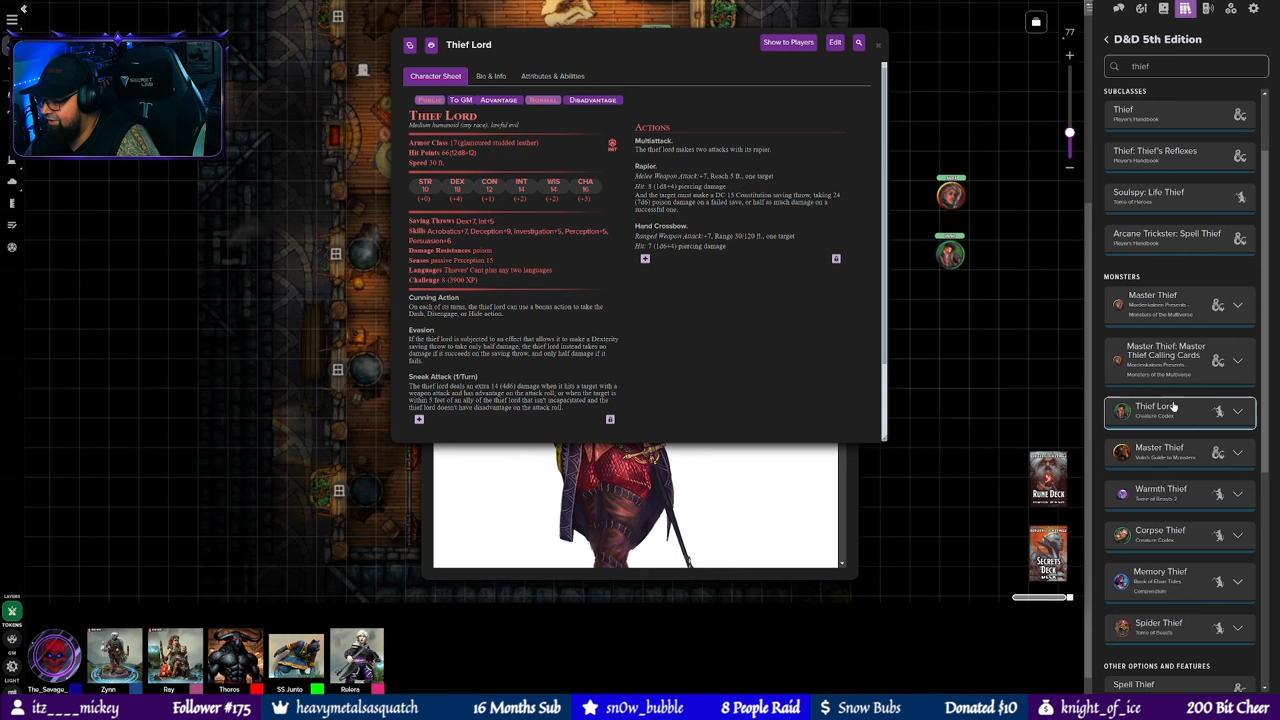 Thief Lord
Show to Players
Edit
Character Sheet
Bio & Info
Attributes & Abilities
PUBLIC
TO GM
ADVANTAGE
NORMAL
DISADVANTAGE
THIEF LORD
Medium humanoid (any race), lawful evil
Armor Class 17(glamoured studded leather)
Hit Points 66(12d8+12)
Speed 30 ft.
INIT
STR DEX CON INT WIS CHA
10 18 12 14 14 16
(+0) (+4) (+1) (+2) (+2) (+3)
Saving Throws Dex+7, Int+5
Skills Acrobatics+7, Deception+9, Investigation+5, Perception+5,
Persuasion+6
Damage Resistances poison
Senses passive Perception 15
Languages Thieves' Cant plus any two languages
Challenge 8 (3900 XP)
Cunning Action
On each of its turns, the thief lord can use a bonus action to take the
Dash, Disengage, or Hide action.
Evasion
If the thief lord is subjected to an effect that allows it to make a Dexterity
saving throw to take only half damage, the thief lord instead takes no
damage if it succeeds on the saving throw, and only half damage if it
fails.
Sneak Attack (1/Turn)
The thief lord deals an extra 14 (4d6) damage when it hits a target with a
weapon attack and has advantage on the attack roll, or when the target is
within 5 feet of an ally of the thief lord that isn't incapacitated and the
thief lord doesn't have disadvantage on the attack roll.
ACTIONS
Multiattack.
The thief lord makes two attacks with its rapier.
Rapier.
Melee Weapon Attack:+7, Reach 5 ft., one target
Hit: 8 (1d8+4) piercing damage
And the target must make a DC 15 Constitution saving throw, taking 24
(7d6) poison damage on a failed save, or half as much damage on a
successful one.
Hand Crossbow.
Ranged Weapon Attack:+7, Range 30/120 ft., one target
Hit: 7 (1d6+4) piercing damage
77
D&D 5th Edition
thief
SUBCLASSES
Thief
Player's Handbook
Thief: Thief's Reflexes
Player's Handbook
Soulspy: Life Thief
Tome of Heroes
Arcane Trickster: Spell Thief
Player's Handbook
MONSTERS
Master Thief
Mordenkainen Presents:
Monsters of the Multiverse
Master Thief: Master
Thief Calling Cards
Mordenkainen Presents:
Monsters of the Multiverse
Thief Lord
Creature Codex
Master Thief
Volo's Guide to Monsters
Warmth Thief
Tome of Beasts 2
Corpse Thief
Creature Codex
Memory Thief
Book of Ebon Tides
Compendium
Spider Thief
Tome of Beasts
OTHER OPTIONS AND FEATURES
Spell Thief
RUNE DECK
SECRETS
DECK
SECRETLAB
LAYERS
TOKENS
GM
LIGHT
The_Savage_
Zynn
Ray
Thoros
SS Junto
Relera
itz____mickey
Follower #175
heavymetalsasquatch
16 Months Sub
sn0w_bubble
8 People Raid
Snow Bubs
Donated $10
knight_of_ice
200 Bit Cheer